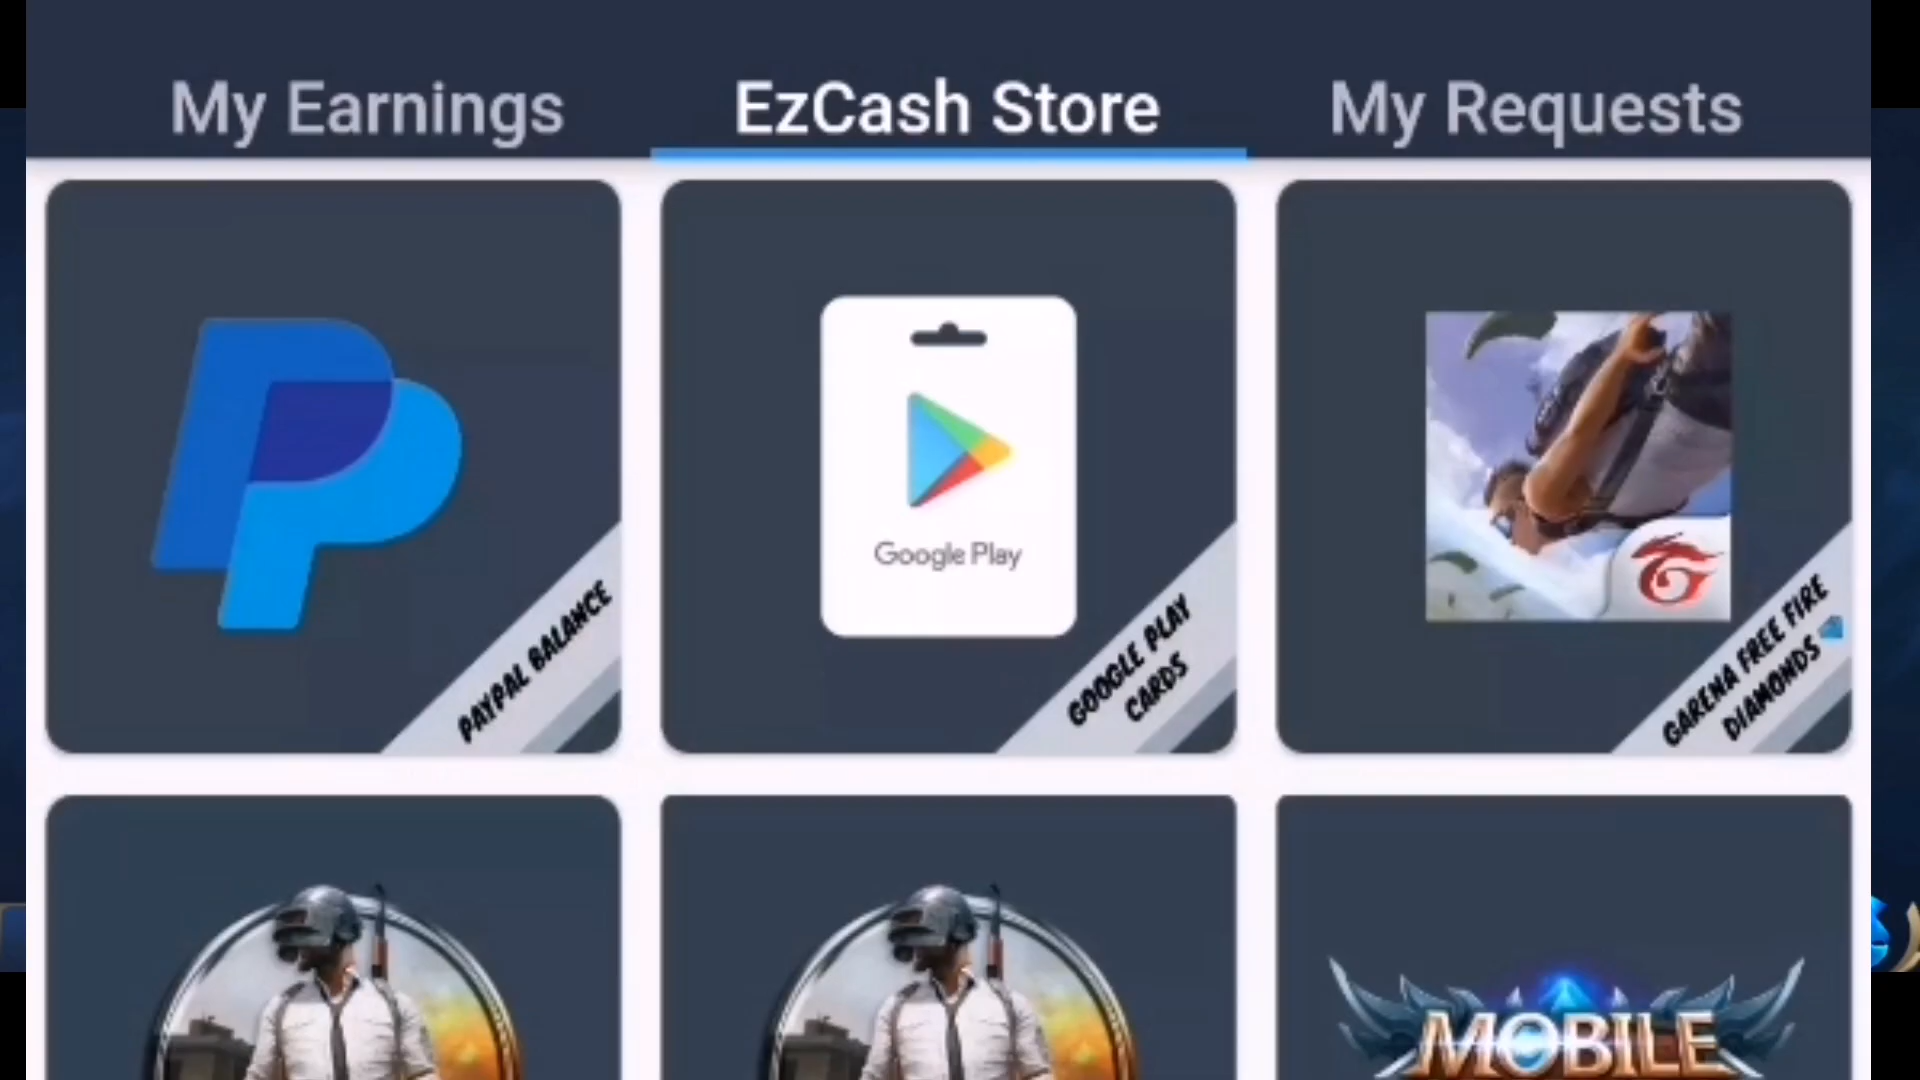 My Earnings
EzCash Store
My Requests
PAYPAL BALANCE
Google Play
GOOGLE PLAY
CARDS
GARENA FREE FIRE
DIAMONDS
MOBILE